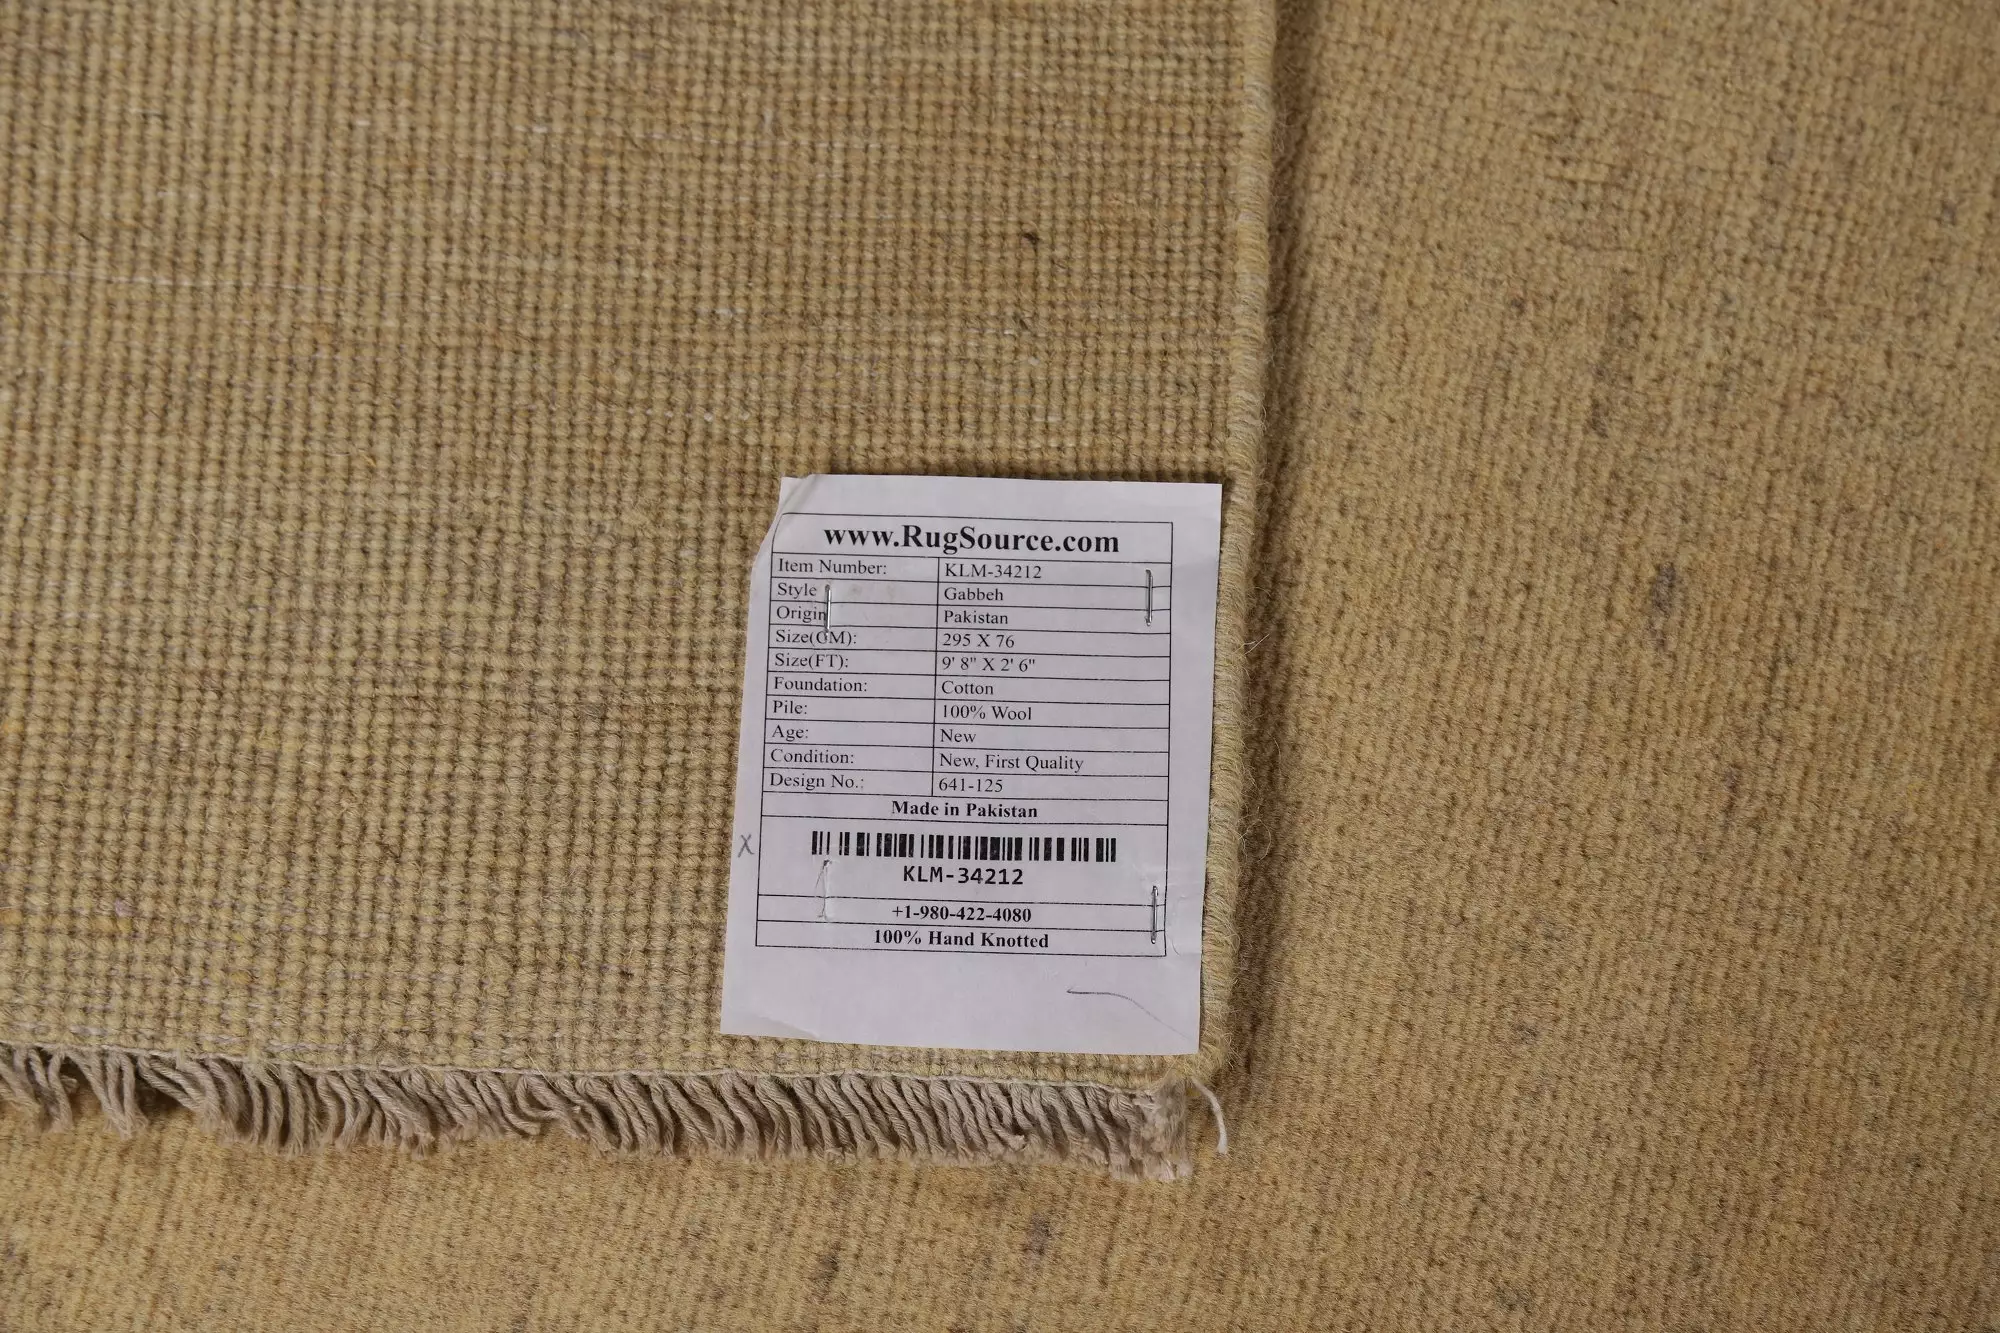 www.RugSource.com
Item Number: KLM-34212
Style Gabbeh
Origin Pakistan
Size(CM): 295 X 76
Size(FT): 9' 8" X 2' 6"
Foundation: Cotton
Pile: 100% Wool
Age: New
Condition: New, First Quality
Design No.: 641-125
Made in Pakistan
X
KLM-34212
+1-980-422-4080
100% Hand Knotted